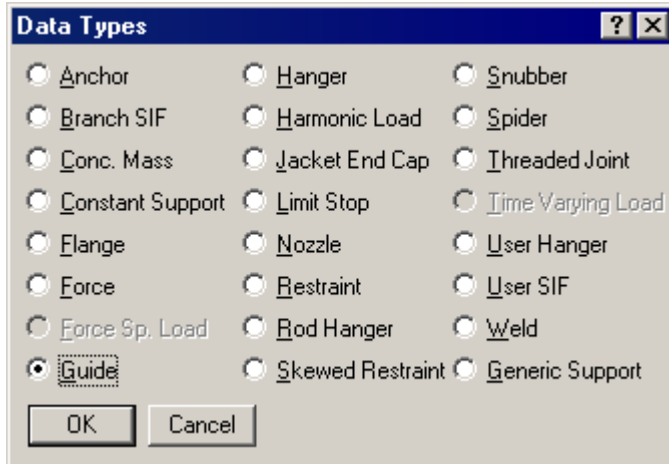 Data Types
Anchor Hanger Snubber
Branch SIF Harmonic Load Spider
Conc. Mass Jacket End Cap Threaded Joint
Constant Support Limit Stop Time Varying Load
Flange Nozzle User Hanger
Force Restraint User SIF
Force Sp. Load Rod Hanger Weld
Guide Skewed Restraint Generic Support
OK Cancel